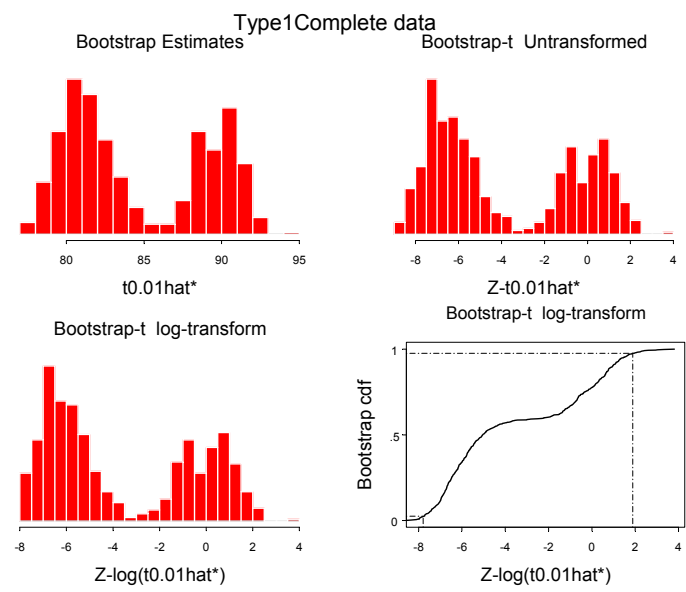 Type1Complete data
Bootstrap Estimates
80 85 90 95
t0.01hat*
Bootstrap-t Untransformed
-8 -6 -4 -2 0 2 4
Z-t0.01hat*
Bootstrap-t log-transform
-8 -6 -4 -2 0 2 4
Z-log(t0.01hat*)
Bootstrap-t log-transform
Bootstrap cdf
1
.5
0
-8 -6 -4 -2 0 2 4
Z-log(t0.01hat*)